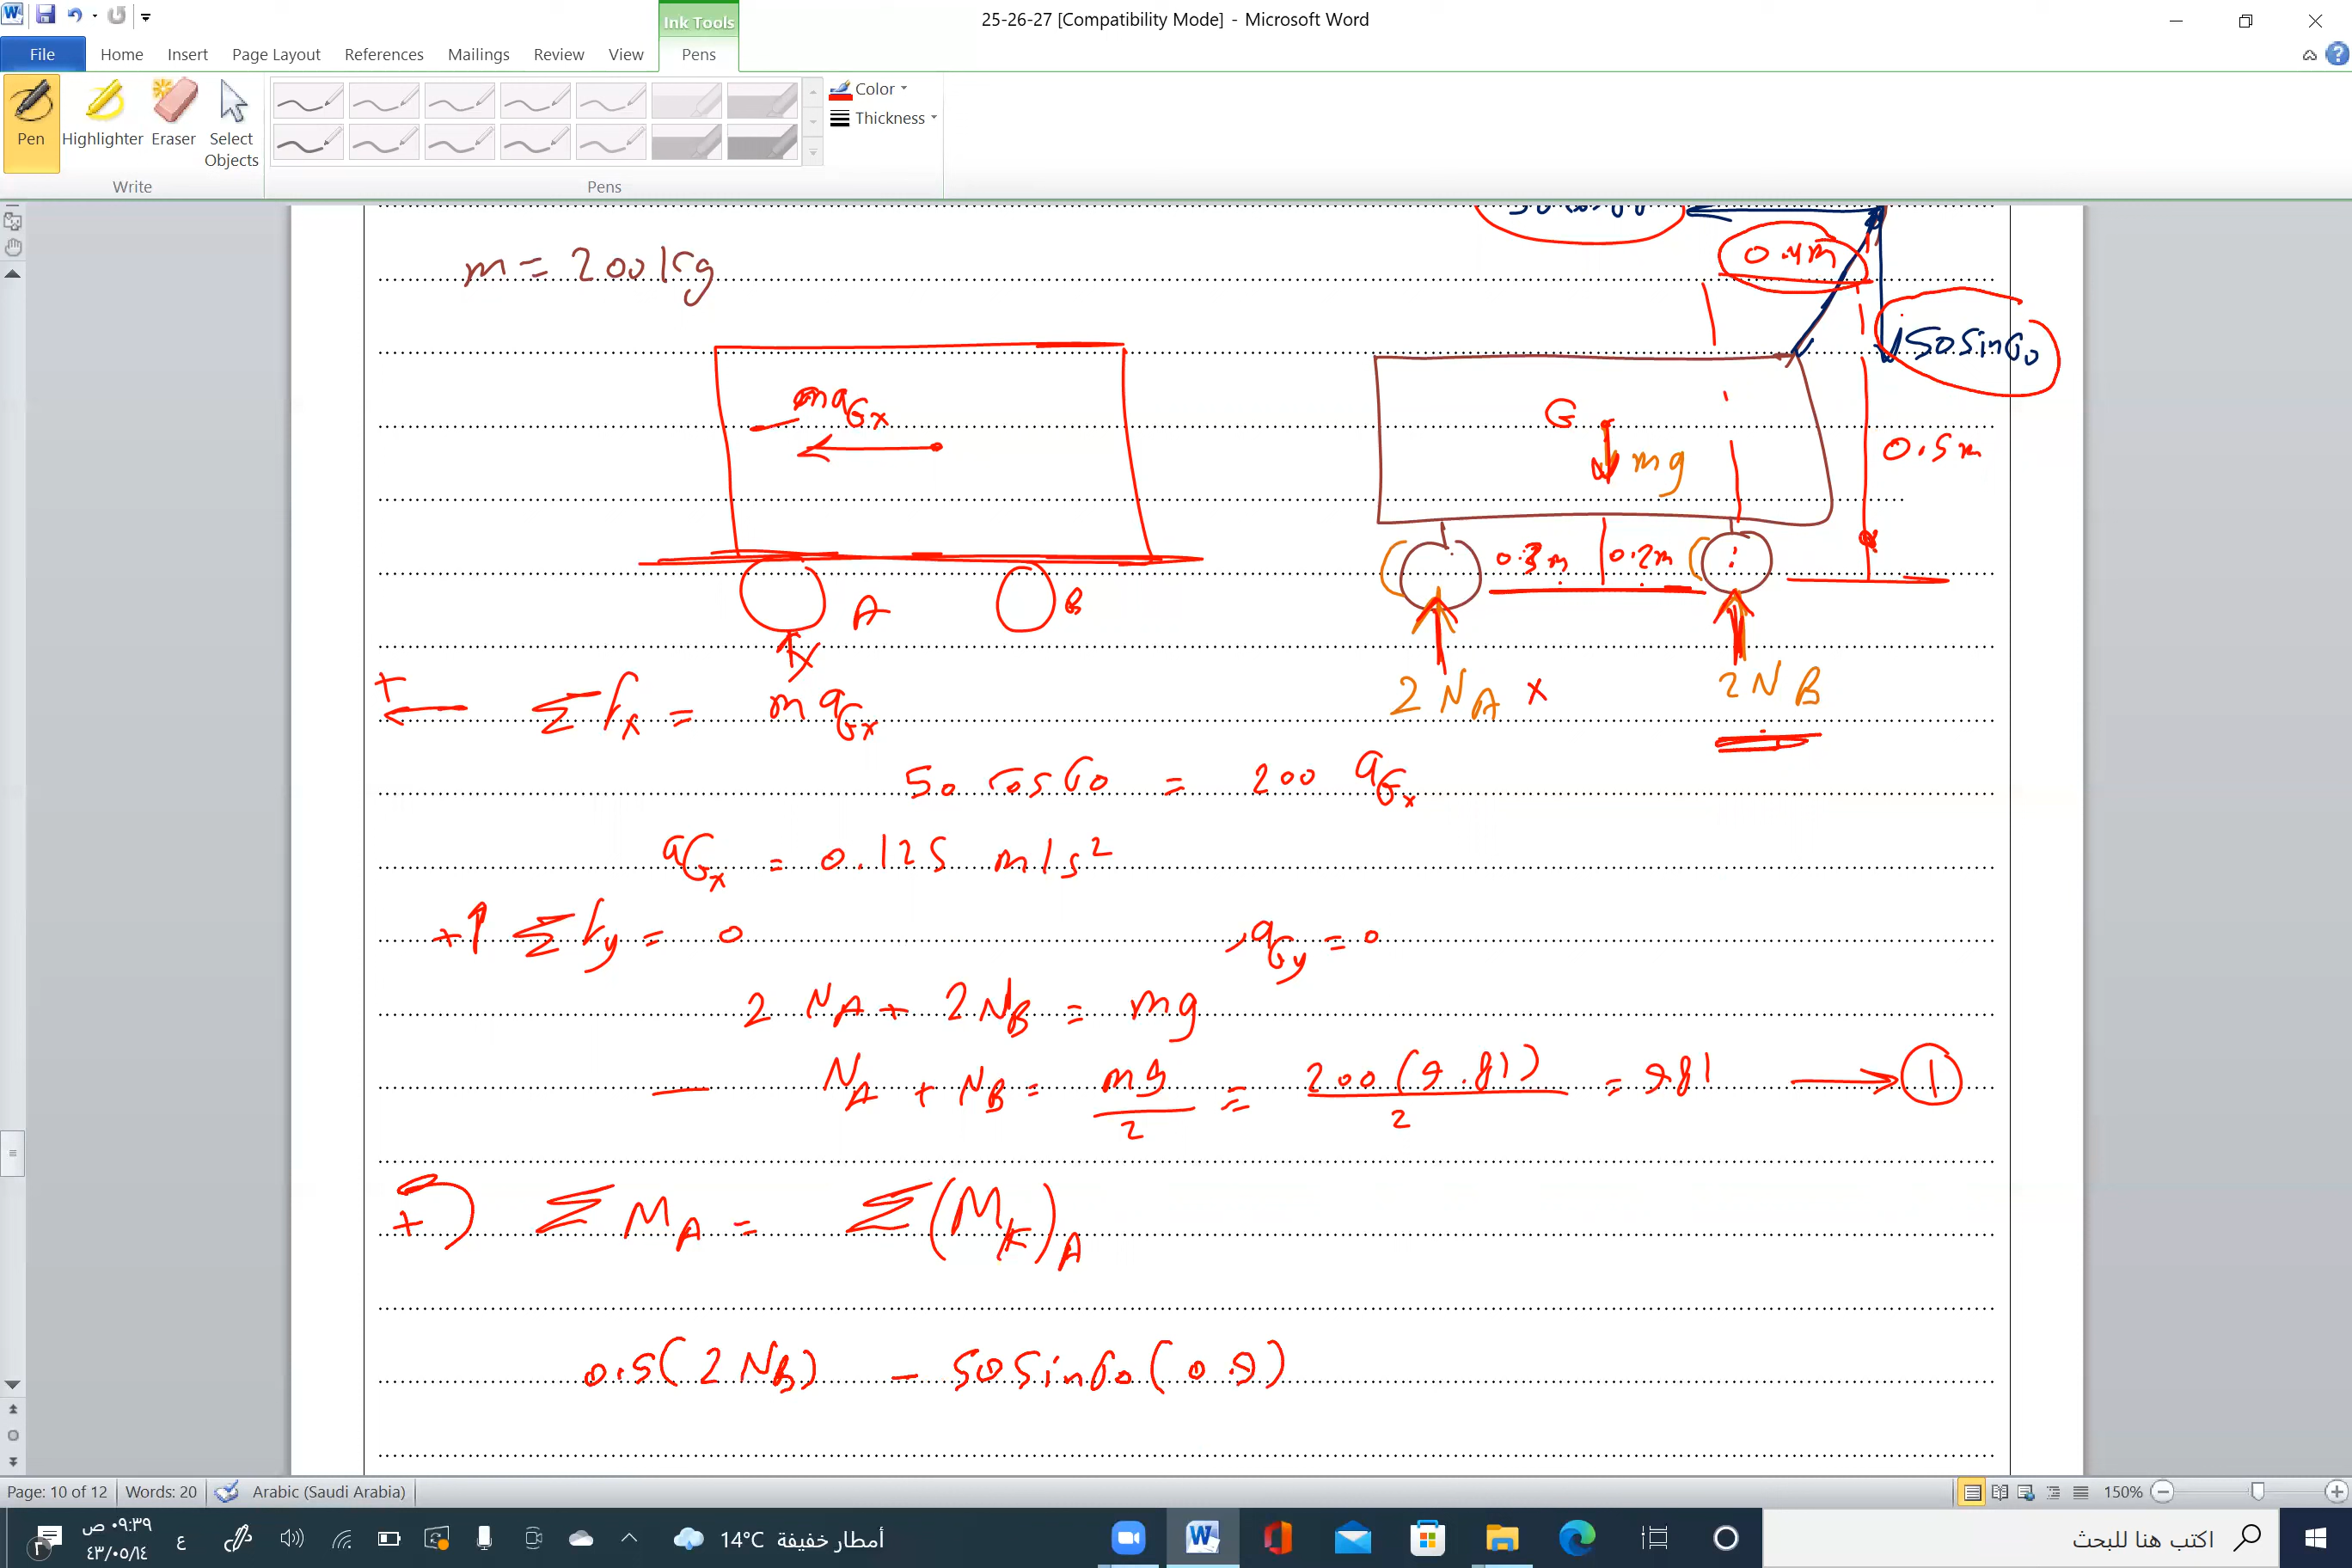 25-26-27 [Compatibility Mode] - Microsoft Word
Ink Tools
File Home Insert Page Layout References Mailings Review View Pens
Pen Highlighter Eraser Select Objects
Color
Thickness
Write Pens
m = 200 kg
0.4m
50 sin60
maGx
G
mg
0.5m
0.3m 0.2m
A B
2NA x 2NB
+ ΣFx = maGx
50 cos60 = 200 aGx
aGx = 0.125 m/s²
+↑ ΣFy = 0 , aGy = 0
2NA + 2NB = mg
NA + NB = mg/2 = 200(9.81)/2 = 981 → 1
+ ΣMA = Σ(Mk)A
0.5(2NB) - 50 sin60(0.9)
Page: 10 of 12 Words: 20 Arabic (Saudi Arabia) 150%
٠٩:٣٩ ص
٤٣/٠٥/١٤
ع
14°C أمطار خفيفة
اكتب هنا للبحث